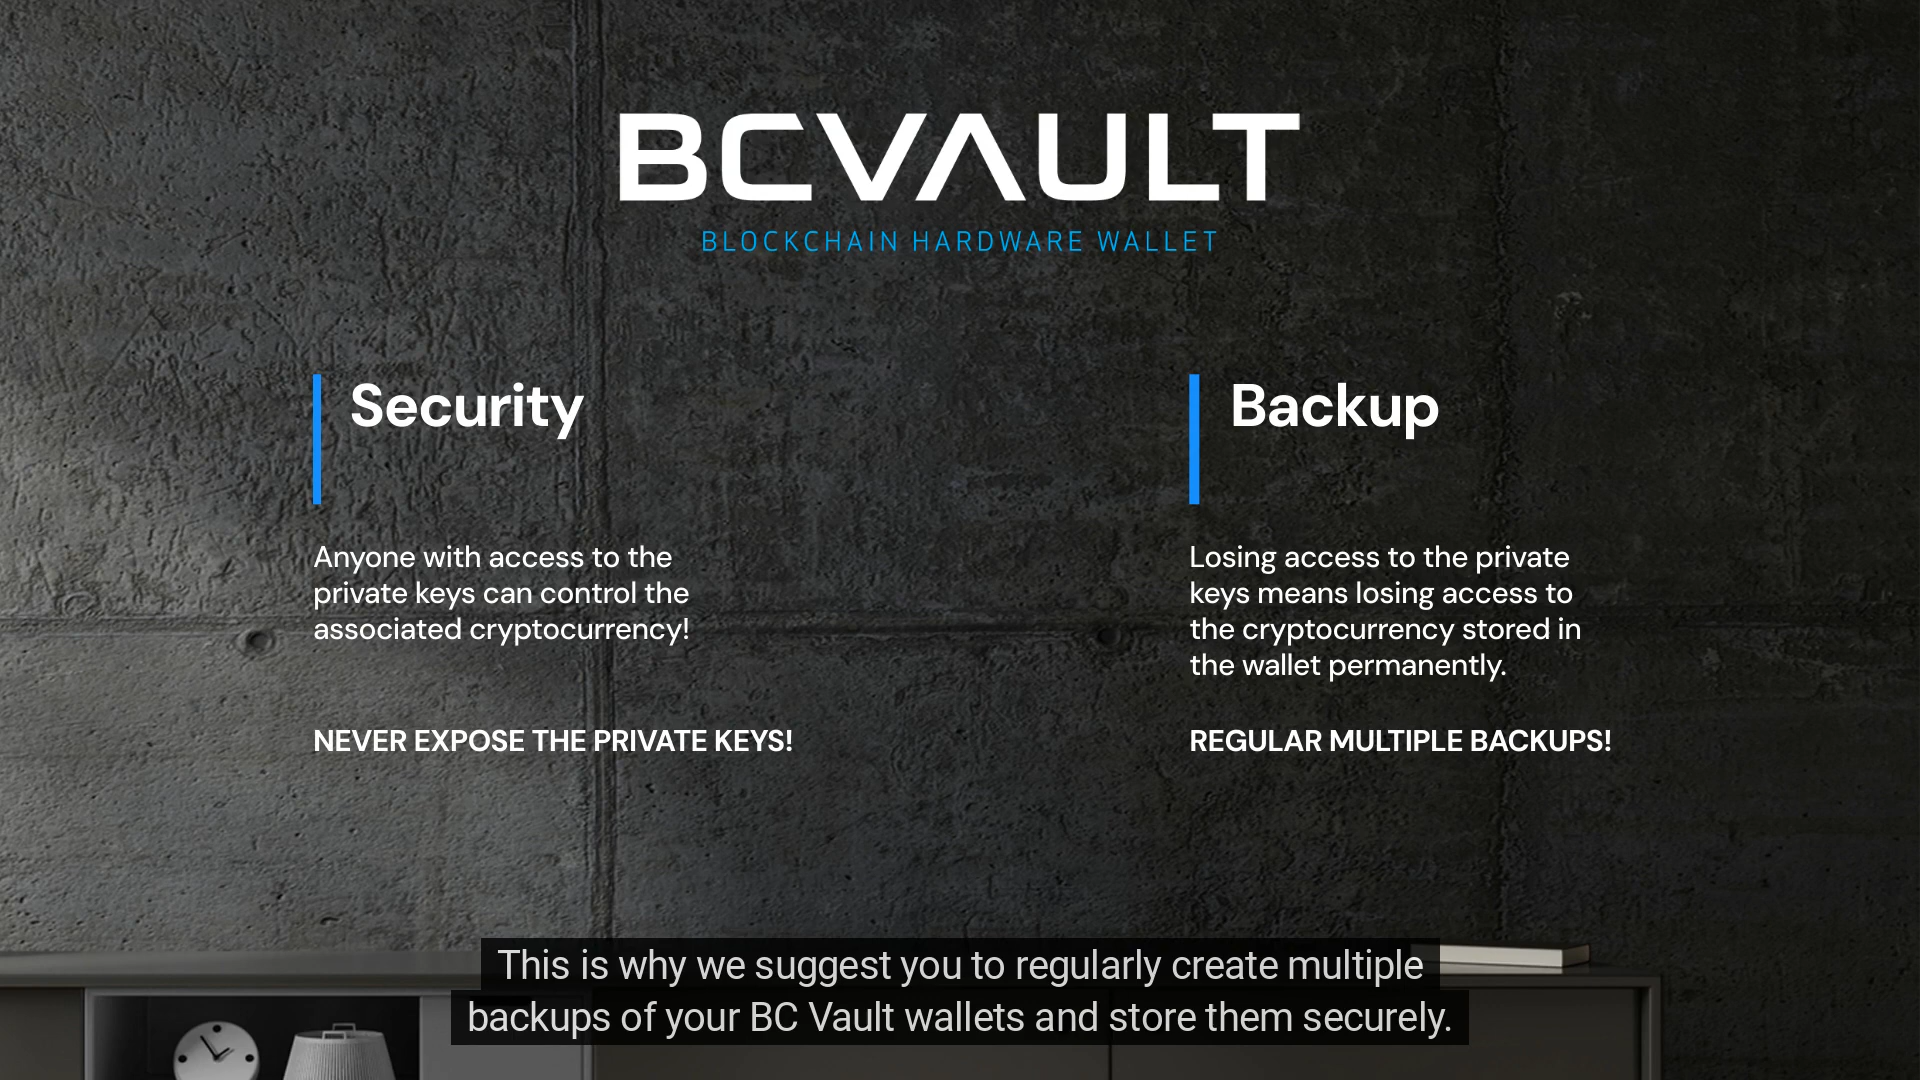 BCVAULT
BLOCKCHAIN HARDWARE WALLET
Security
Anyone with access to the
private keys can control the
associated cryptocurrency!
NEVER EXPOSE THE PRIVATE KEYS!
Backup
Losing access to the private
keys means losing access to
the cryptocurrency stored in
the wallet permanently.
REGULAR MULTIPLE BACKUPS!
This is why we suggest you to regularly create multiple
backups of your BC Vault wallets and store them securely.